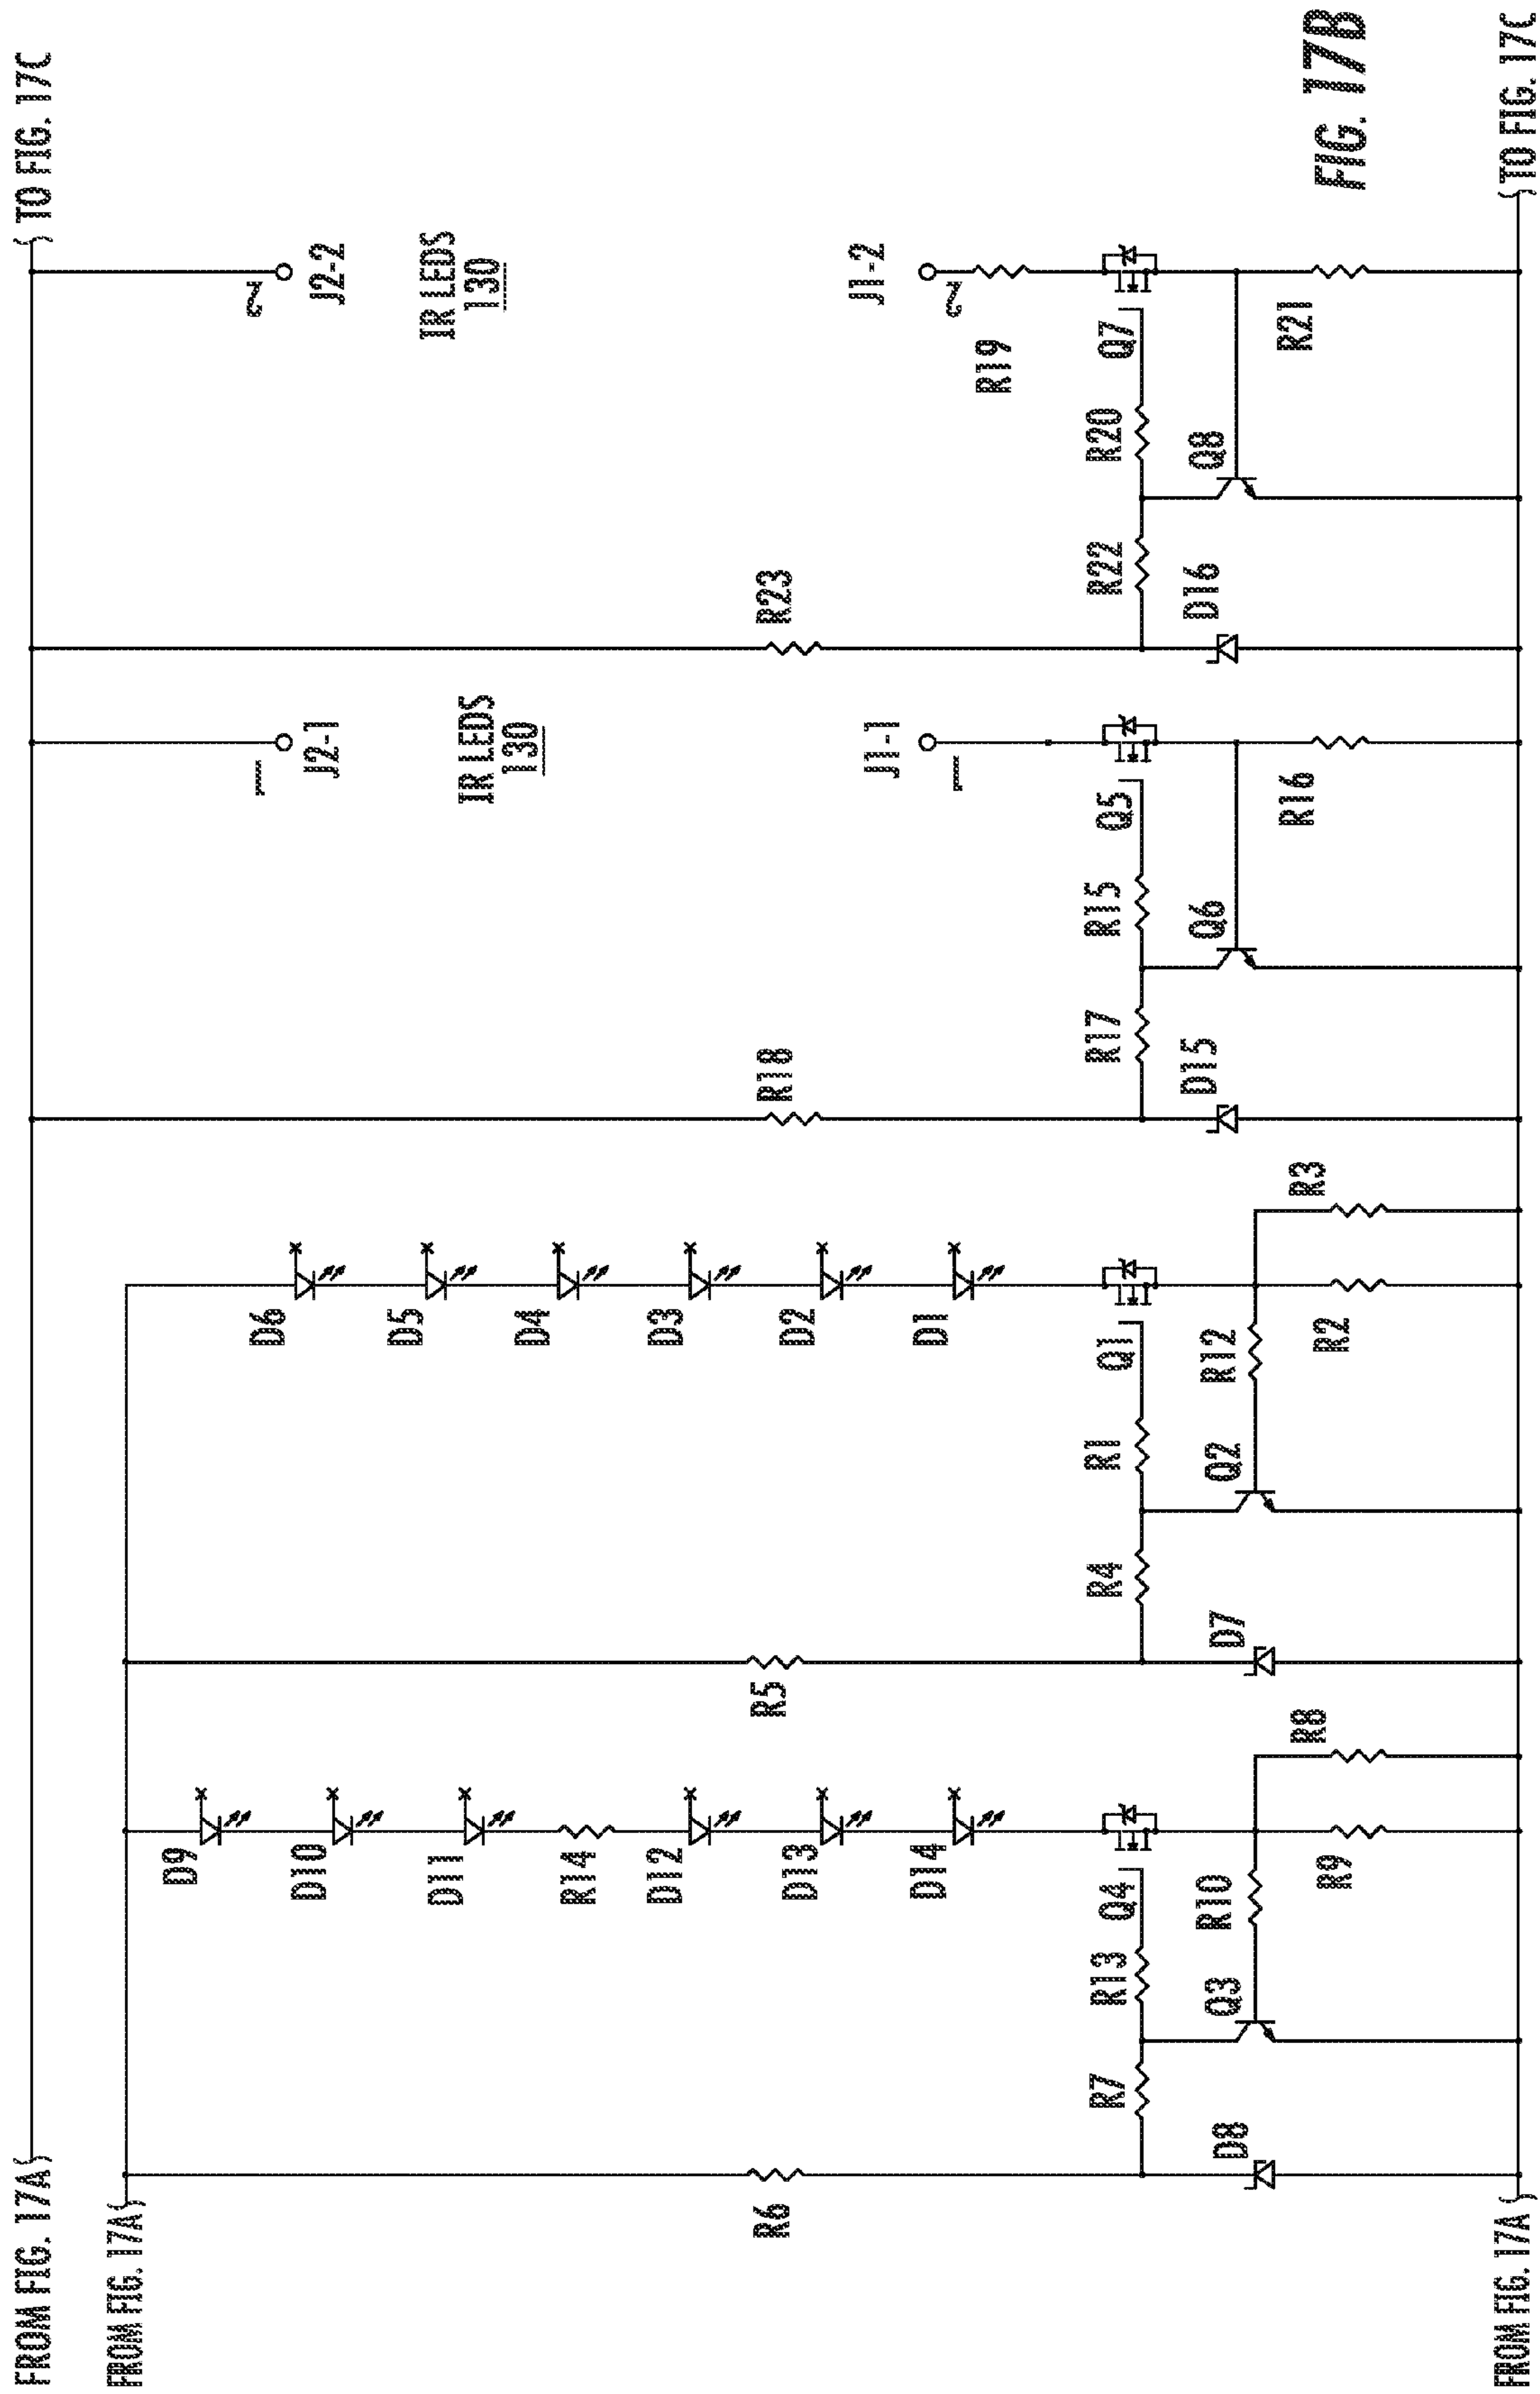 FROM FIG. 17A
TO FIG. 17C
FROM FIG. 17A
D9
D10
D11
R14
D12
D13
D14
R6
R7
R13
Q4
D8
Q3
R10
R9
R8
D6
D5
D4
D3
D2
D1
R5
R4
R1
Q1
D7
Q2
R12
R2
R3
1
J2-1
IR LEDS
130
J1-1
1
R18
R17
R15
Q5
D15
Q6
R16
2
J2-2
IR LEDS
130
J1-2
2
R19
R23
R22
R20
Q7
D16
Q8
R21
FIG. 17B
FROM FIG. 17A
TO FIG. 17C